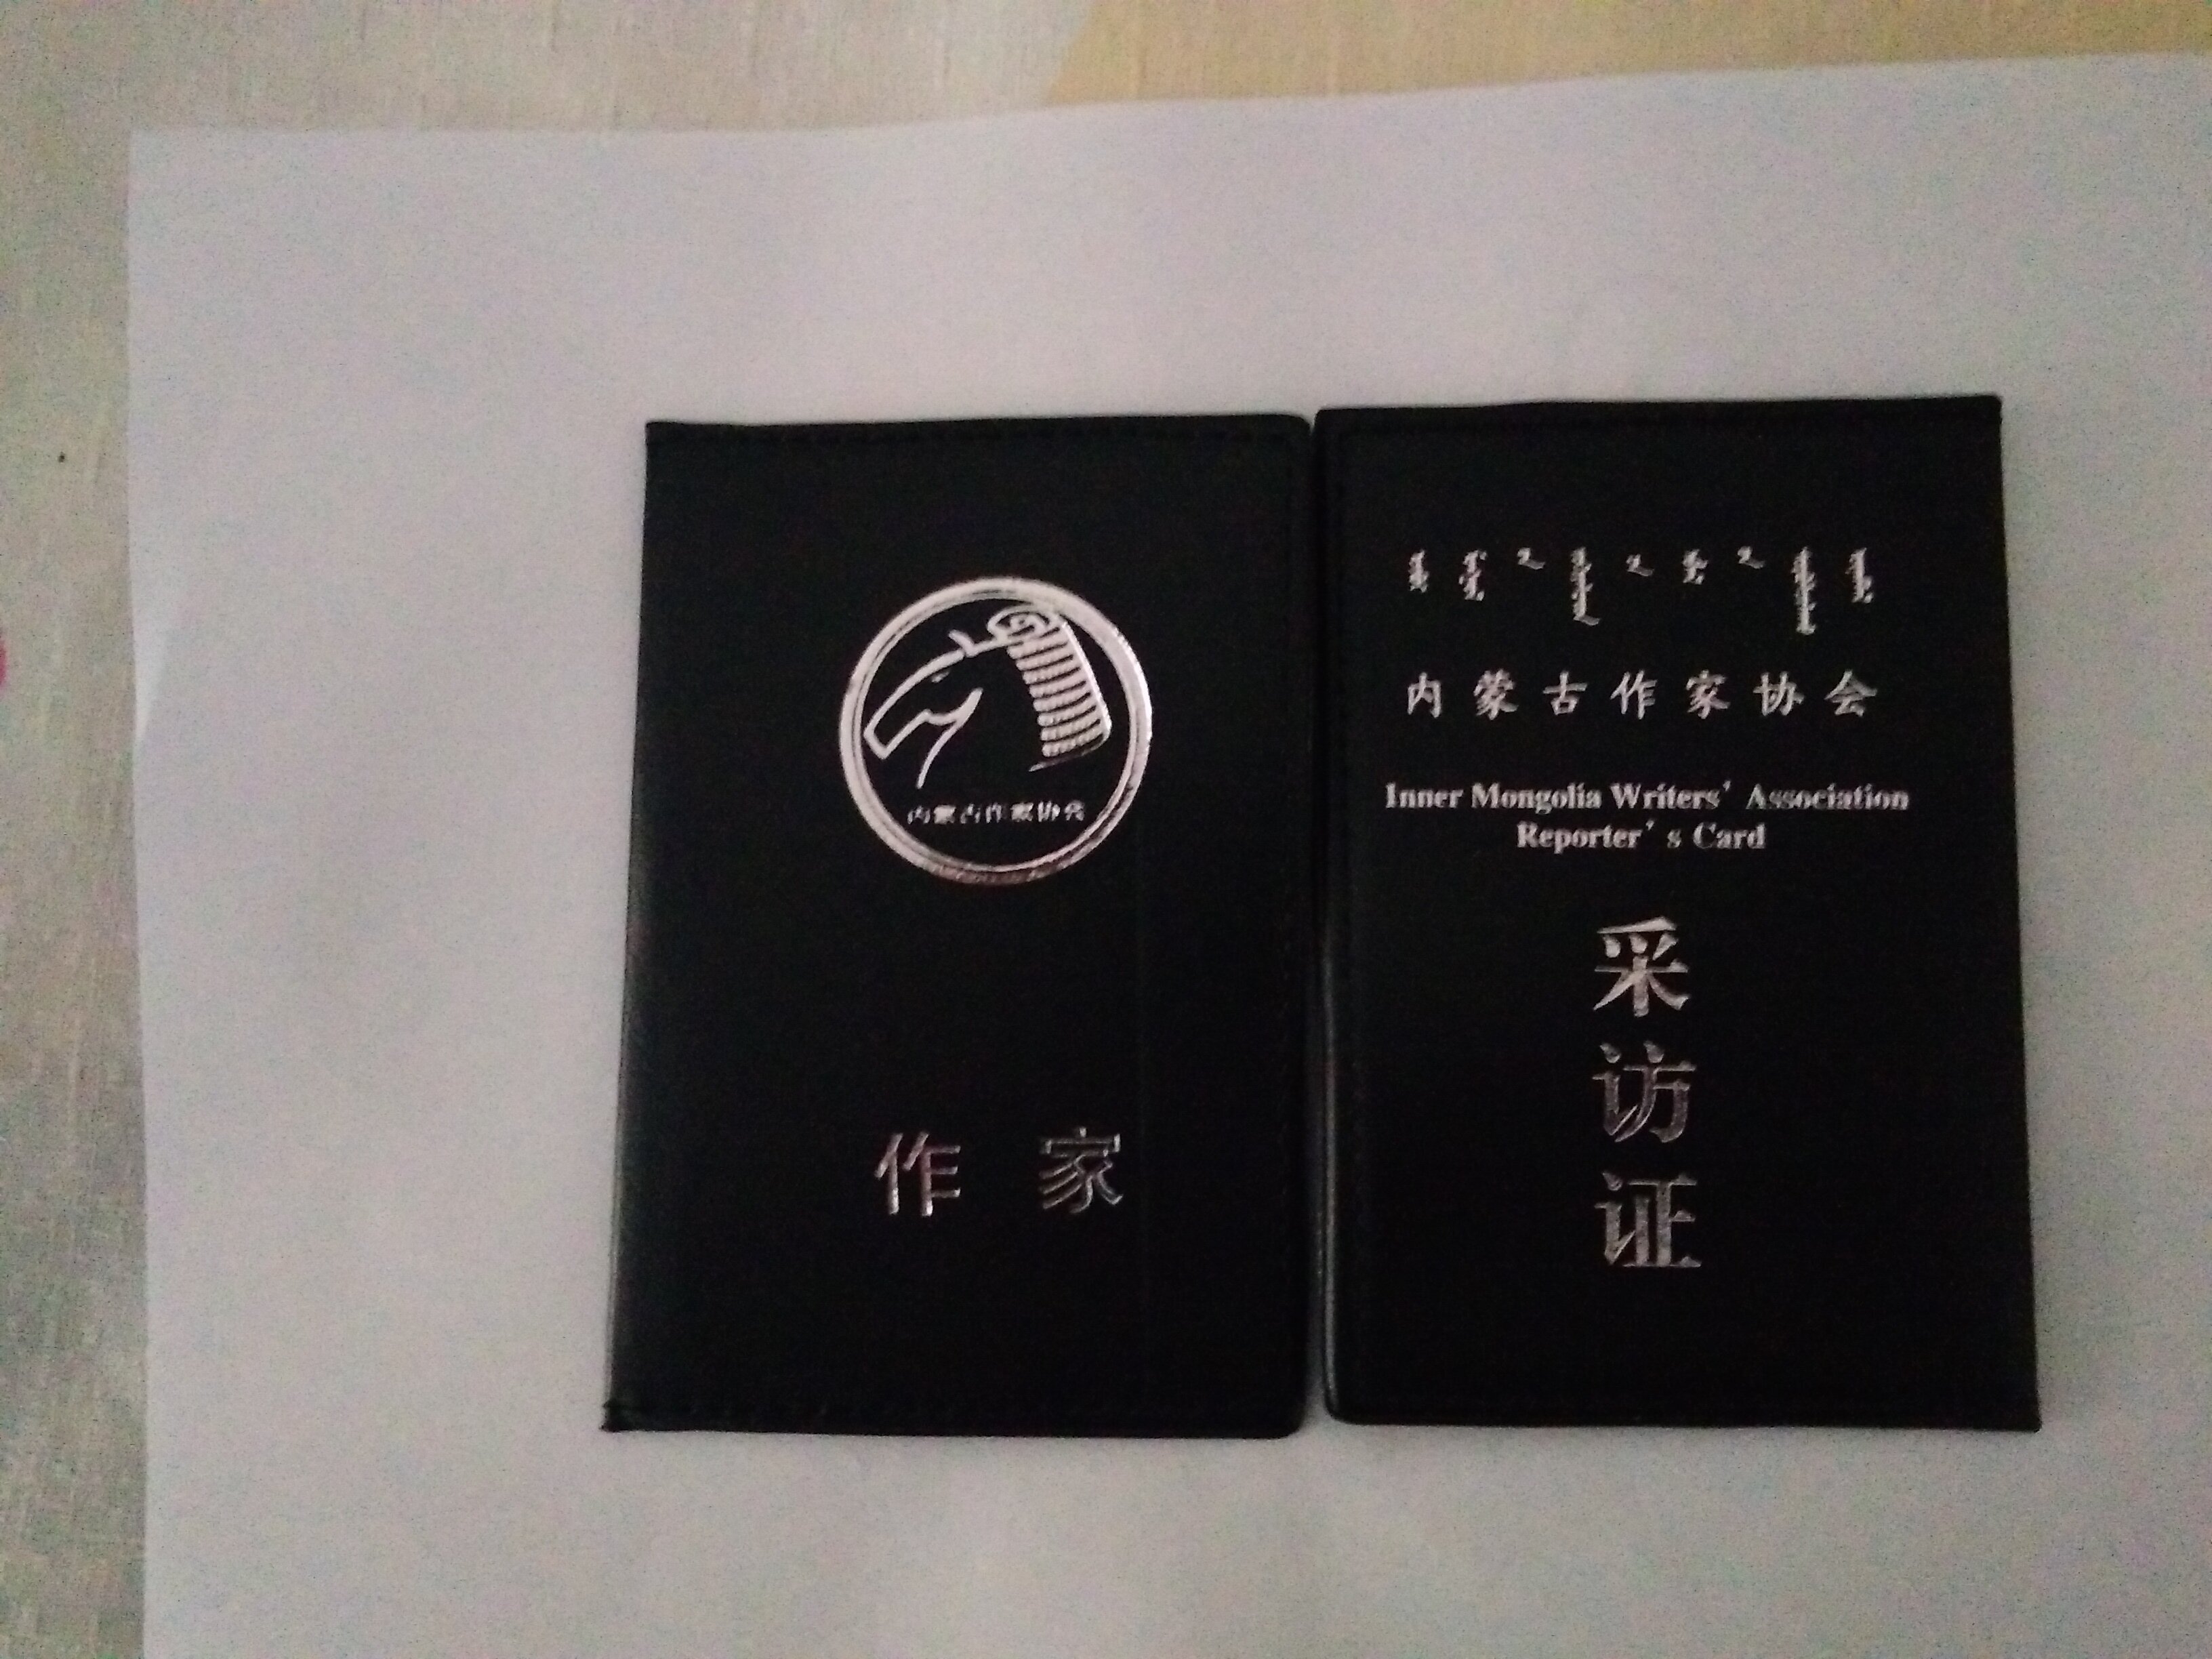 内蒙古作家协会
作家
内蒙古作家协会
Inner Mongolia Writers' Association
Reporter's Card
采
访
证